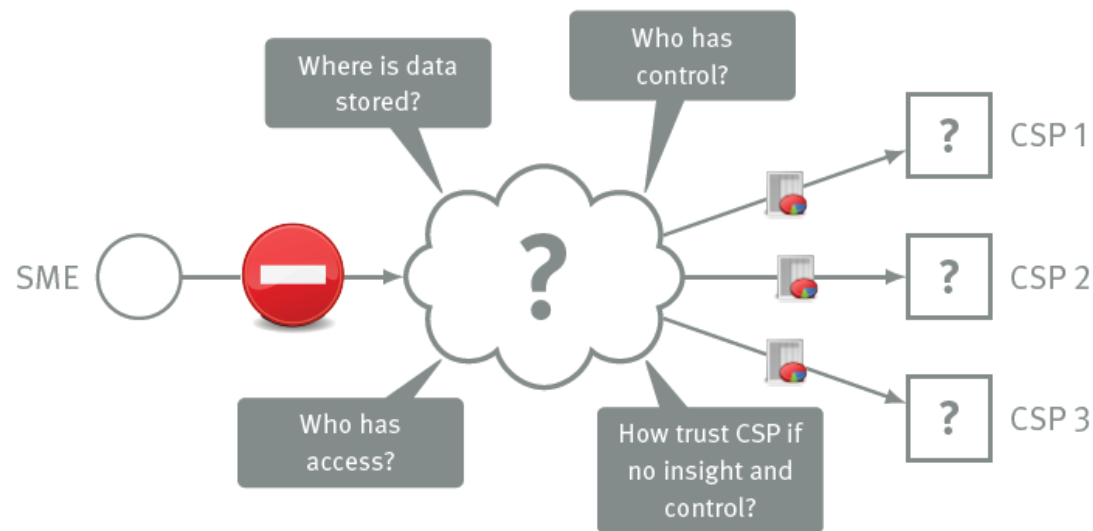 Where is data
stored?
Who has
control?
?
CSP 1
SME
?
?
CSP 2
Who has
access?
How trust CSP if
no insight and
control?
?
CSP 3